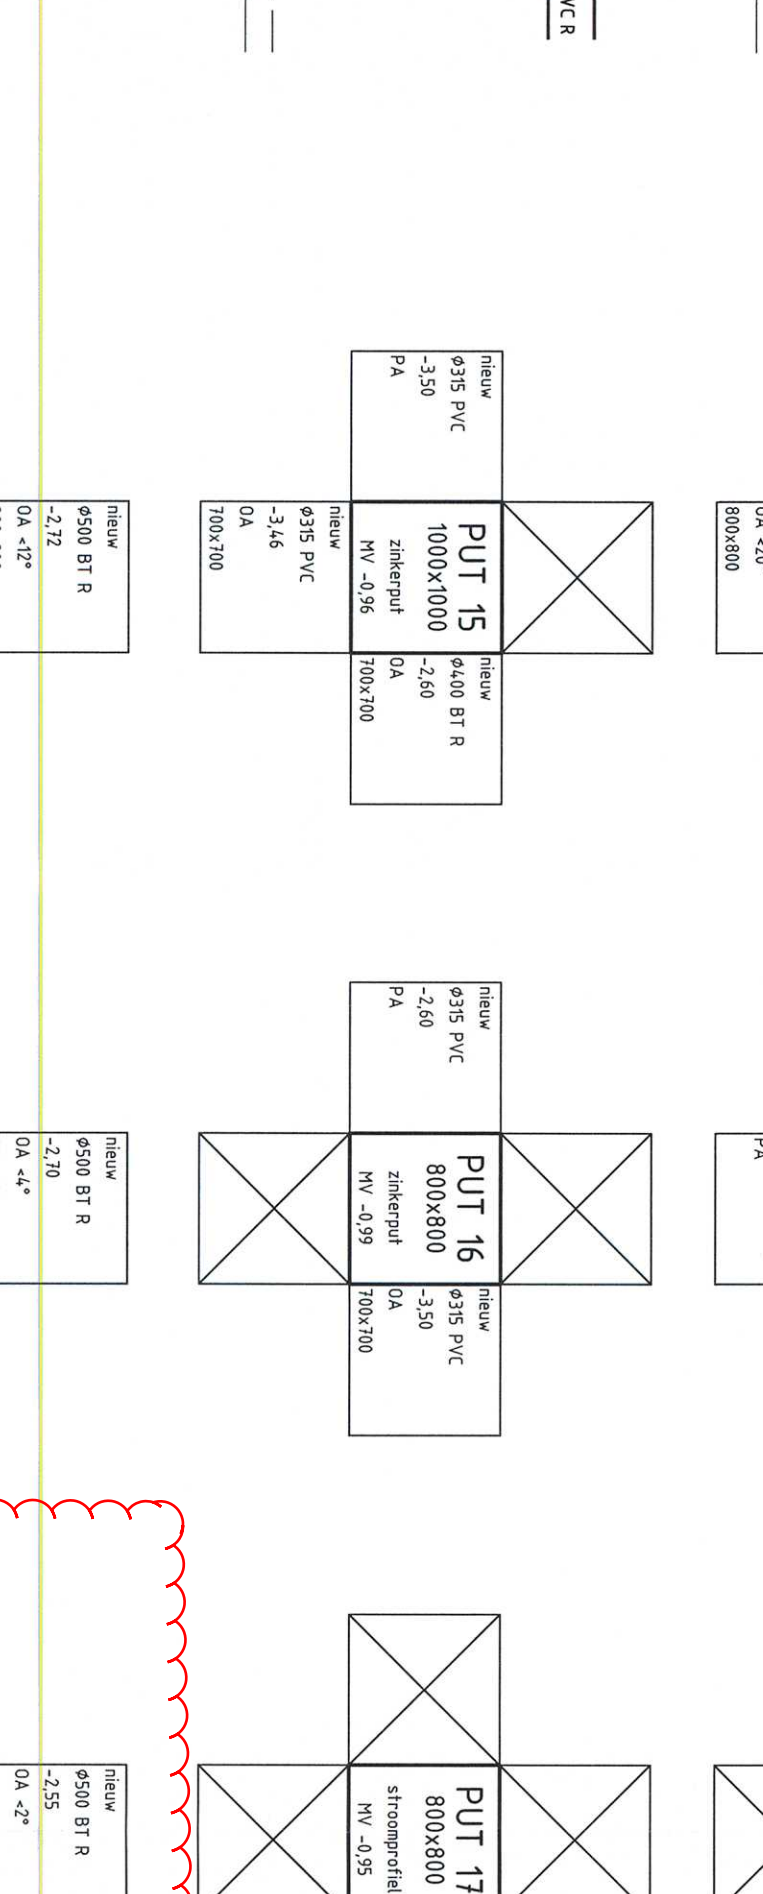 VC R
nieuw
ø315 PVC
-3,50
PA
PUT 15
1000x1000
zinkerput
MV -0,96
nieuw
ø315 PVC
-3,46
OA
700x700
nieuw
ø400 BT R
-2,60
OA
700x700
800x800
nieuw
ø500 BT R
-2,72
OA <12°
nieuw
ø315 PVC
-2,60
PA
PUT 16
800x800
zinkerput
MV -0,99
nieuw
ø315 PVC
-3,50
OA
700x700
PA
nieuw
ø500 BT R
-2,70
OA <4°
PUT 17
800x800
stroomprofiel
MV -0,95
nieuw
ø500 BT R
-2,55
OA <2°